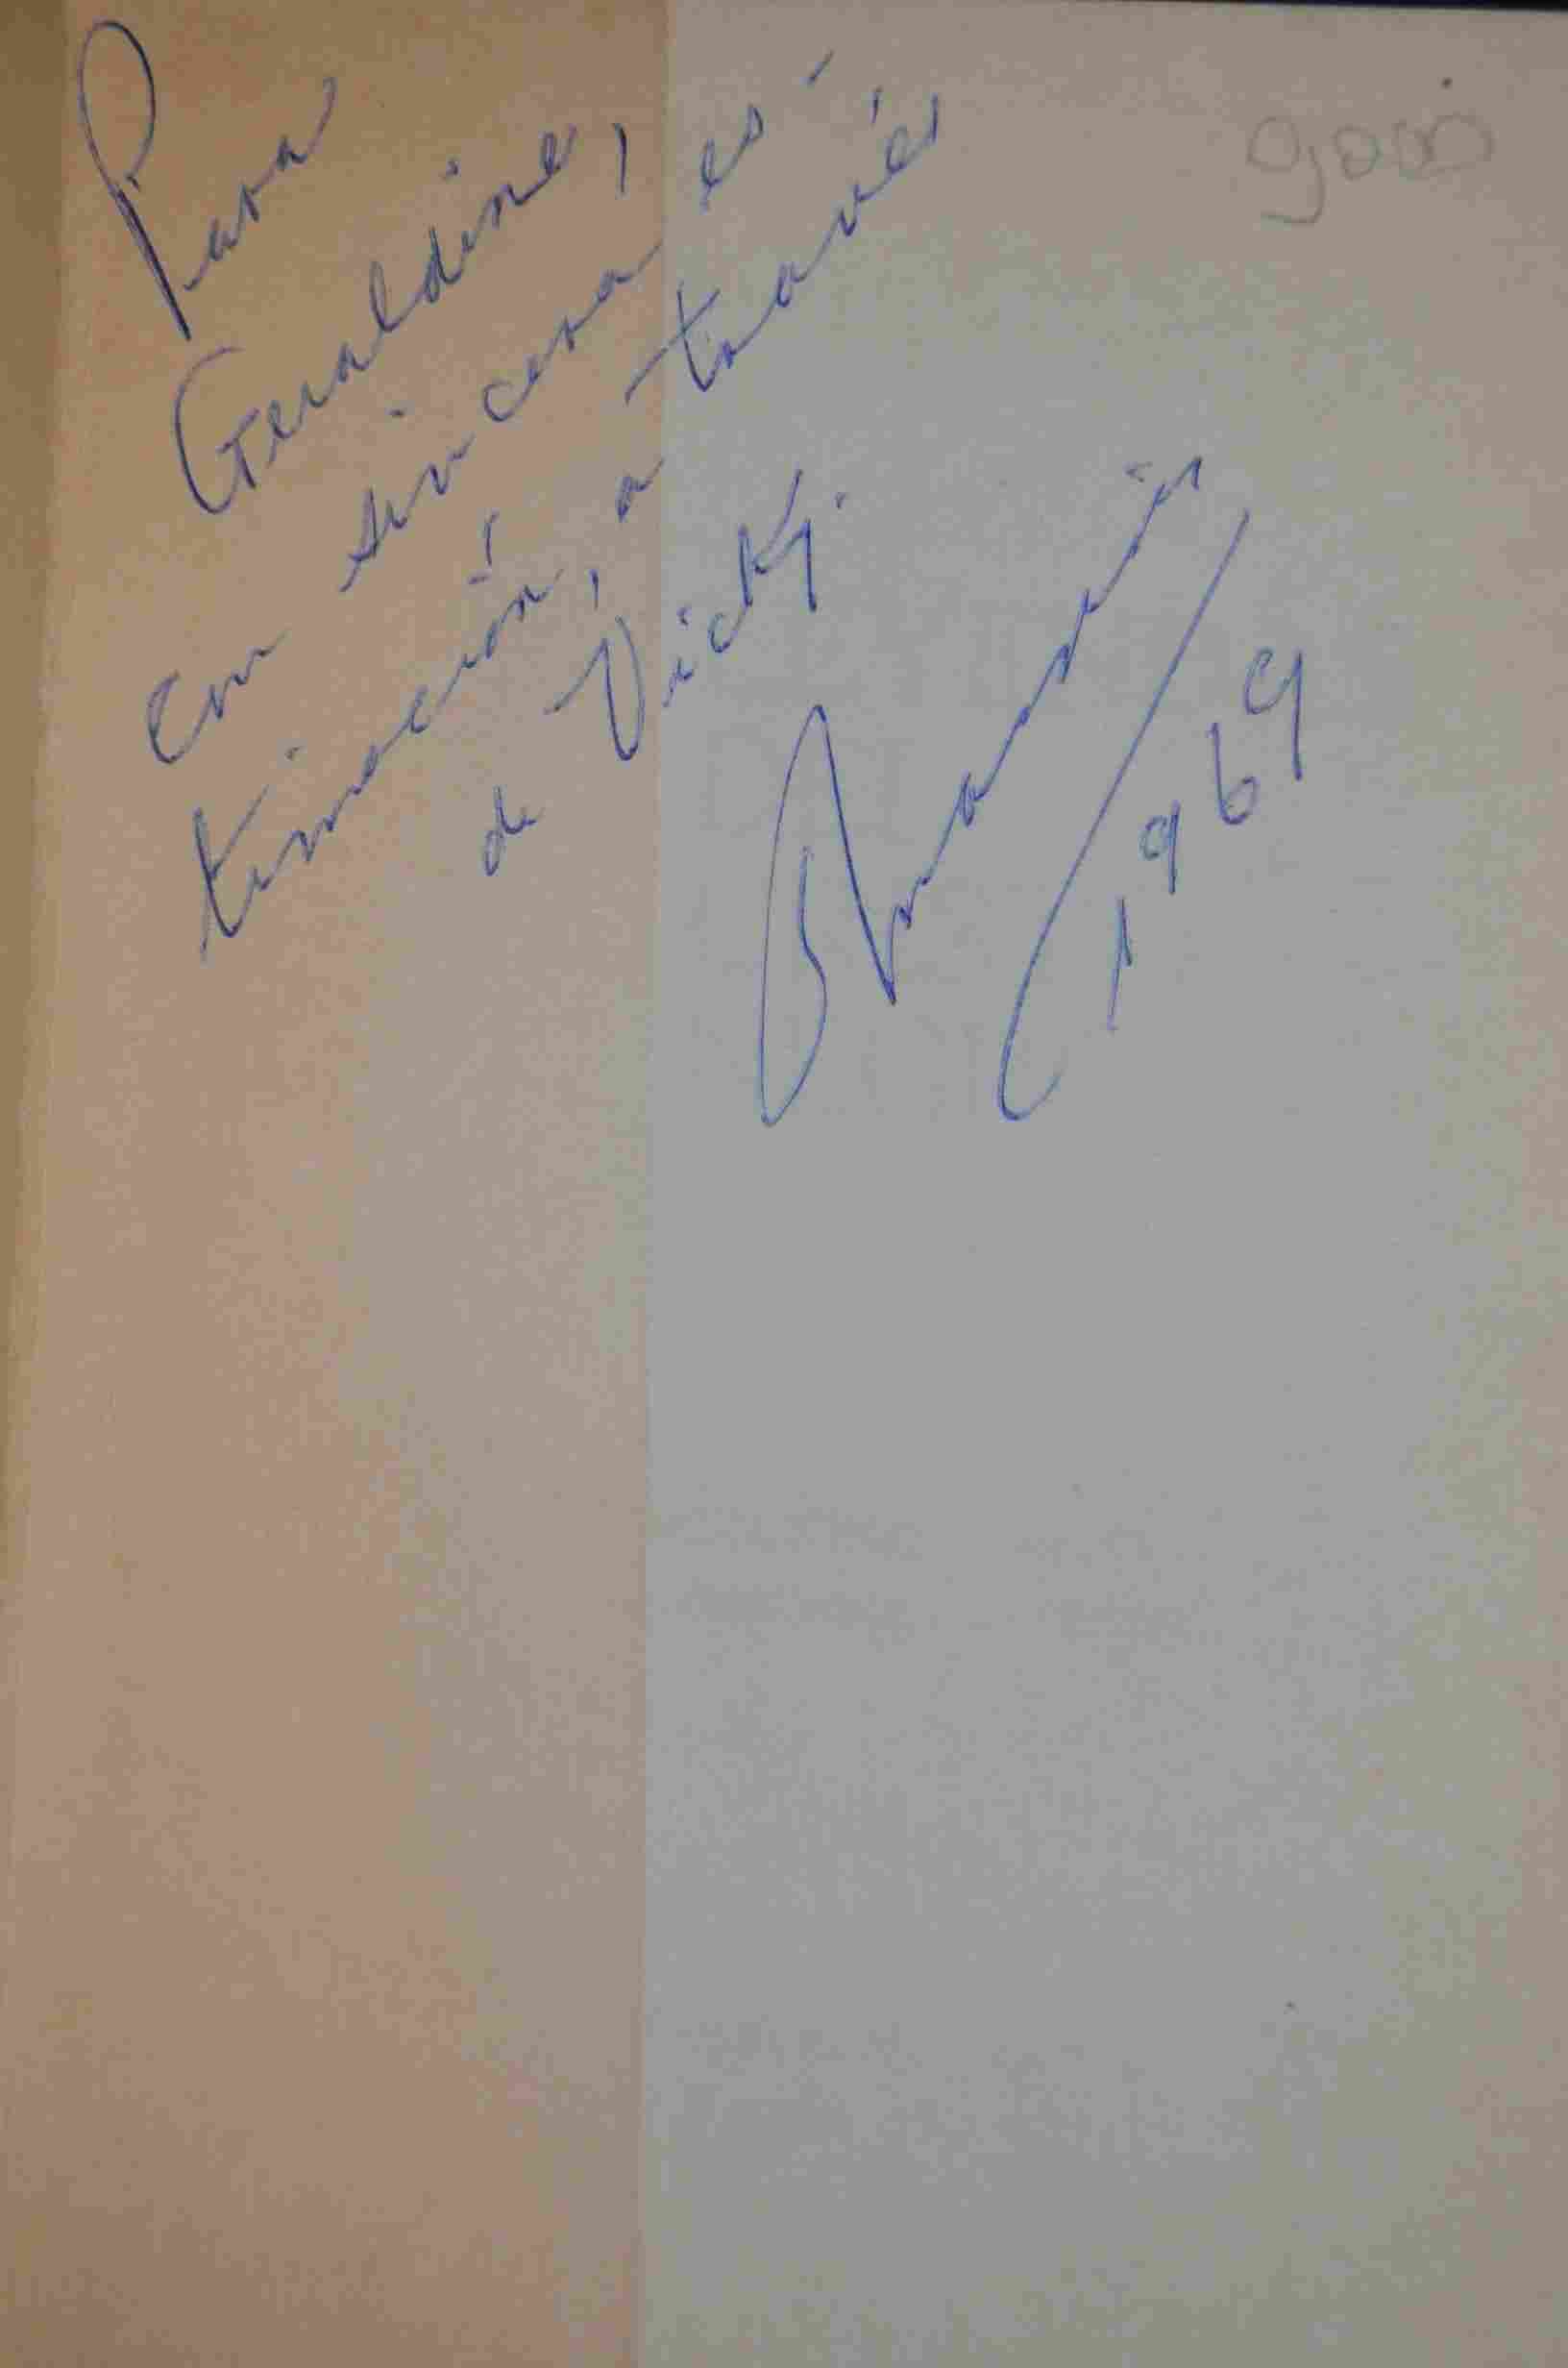 Para
Geraldine,
con sincera es-
timación, a través
de Vicky.
1969